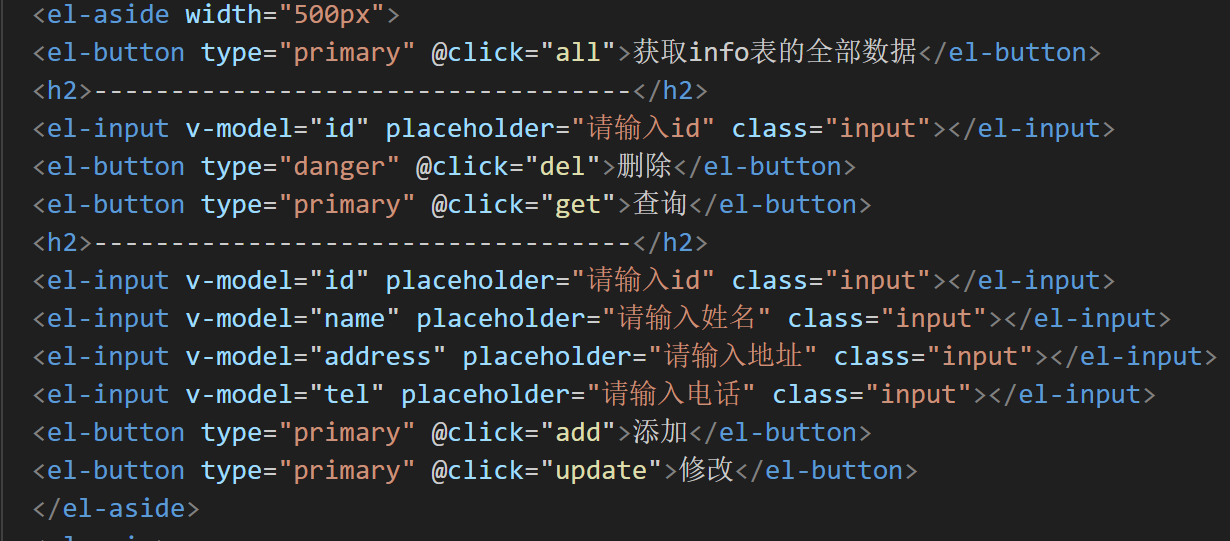 <el-aside width="500px">
<el-button type="primary" @click="all">获取info表的全部数据</el-button>
<h2>-----------------------------------</h2>
<el-input v-model="id" placeholder="请输入id" class="input"></el-input>
<el-button type="danger" @click="del">删除</el-button>
<el-button type="primary" @click="get">查询</el-button>
<h2>-----------------------------------</h2>
<el-input v-model="id" placeholder="请输入id" class="input"></el-input>
<el-input v-model="name" placeholder="请输入姓名" class="input"></el-input>
<el-input v-model="address" placeholder="请输入地址" class="input"></el-input>
<el-input v-model="tel" placeholder="请输入电话" class="input"></el-input>
<el-button type="primary" @click="add">添加</el-button>
<el-button type="primary" @click="update">修改</el-button>
</el-aside>